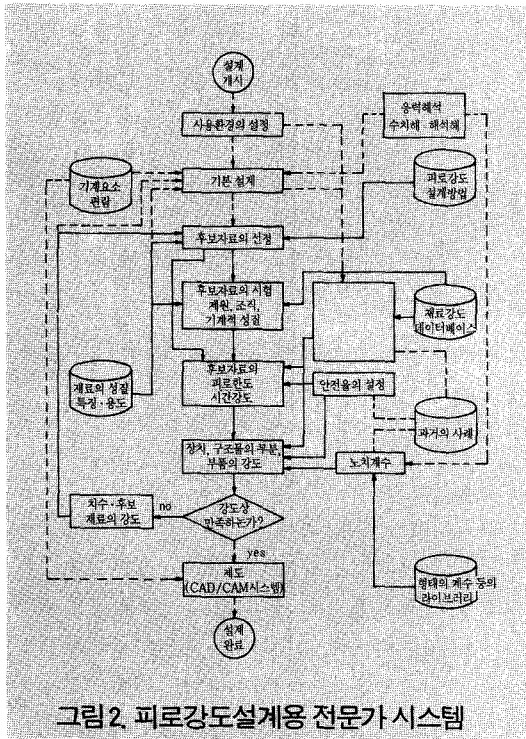 설계
개시
사용환경의 설정
응력해석
수치해 · 해석해
기계요소
편람
기본 설계
피로강도
설계방법
후보자료의 선정
후보자료의 시험
제원, 조직,
기계적 성질
재료강도
데이터베이스
재료의 성질
특징 · 용도
후보자료의
피로한도
시간강도
안전율의 설정
과거의 사례
장치, 구조물의 부분,
부품의 강도
노치계수
치수 · 후보
재료의 강도
no
강도상
만족하는가?
yes
제도
(CAD/CAM시스템)
형태의 계수 등의
라이브러리
설계
완료
그림2. 피로강도설계용 전문가 시스템